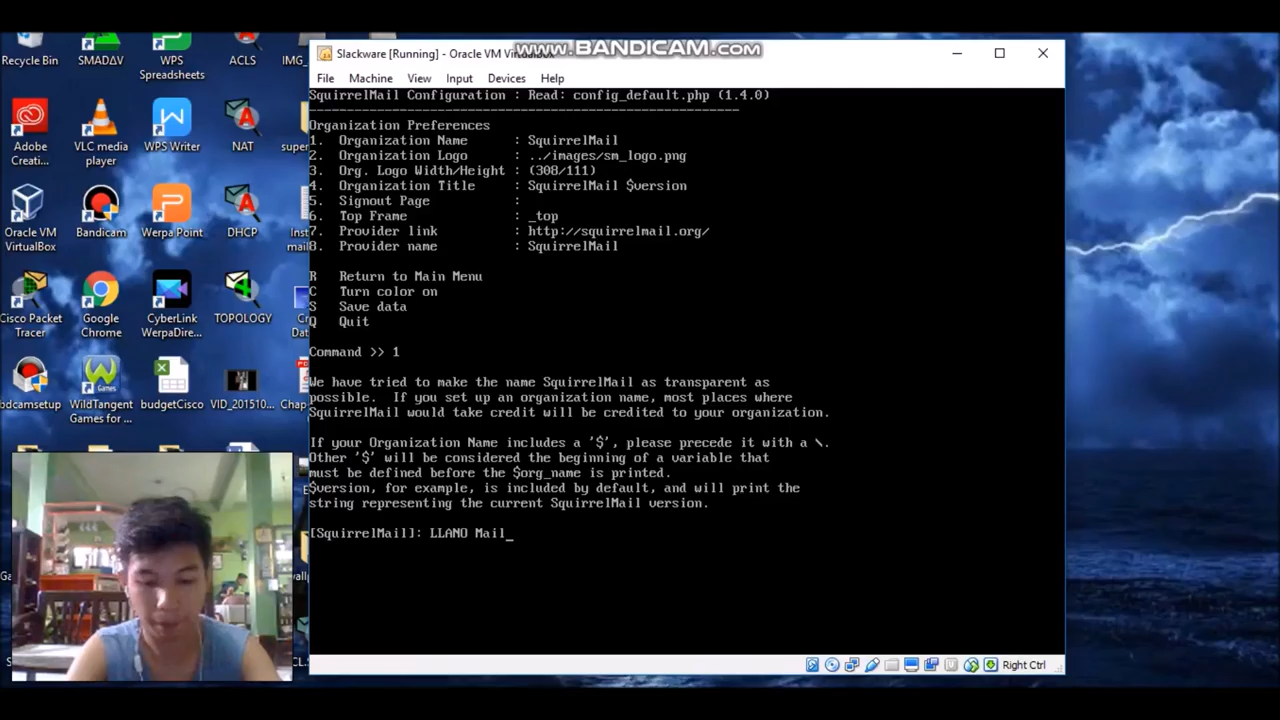 www.BANDICAM.com
Slackware [Running] - Oracle VM VirtualBox
File Machine View Input Devices Help
SquirrelMail Configuration : Read: config_default.php (1.4.0)
---------------------------------------------------------
Organization Preferences
1. Organization Name : SquirrelMail
2. Organization Logo : ../images/sm_logo.png
3. Org. Logo Width/Height : (308/111)
4. Organization Title : SquirrelMail $version
5. Signout Page :
6. Top Frame : _top
7. Provider link : http://squirrelmail.org/
8. Provider name : SquirrelMail
R Return to Main Menu
C Turn color on
S Save data
Q Quit
Command >> 1
We have tried to make the name SquirrelMail as transparent as
possible. If you set up an organization name, most places where
SquirrelMail would take credit will be credited to your organization.
If your Organization Name includes a '$', please precede it with a \.
Other '$' will be considered the beginning of a variable that
must be defined before the $org_name is printed.
$version, for example, is included by default, and will print the
string representing the current SquirrelMail version.
[SquirrelMail]: LLANO Mail_
Right Ctrl
Recycle Bin
SMADAV
WPS Spreadsheets
ACLS
IMG_
Adobe Creati...
VLC media player
WPS Writer
NAT
super
Oracle VM VirtualBox
Bandicam
Werpa Point
DHCP
Inst
mail
Cisco Packet Tracer
Google Chrome
CyberLink WerpaDire...
TOPOLOGY
Cr
Dat
bdcamsetup
WildTangent Games for ...
budgetCisco
VID_201510...
Chap